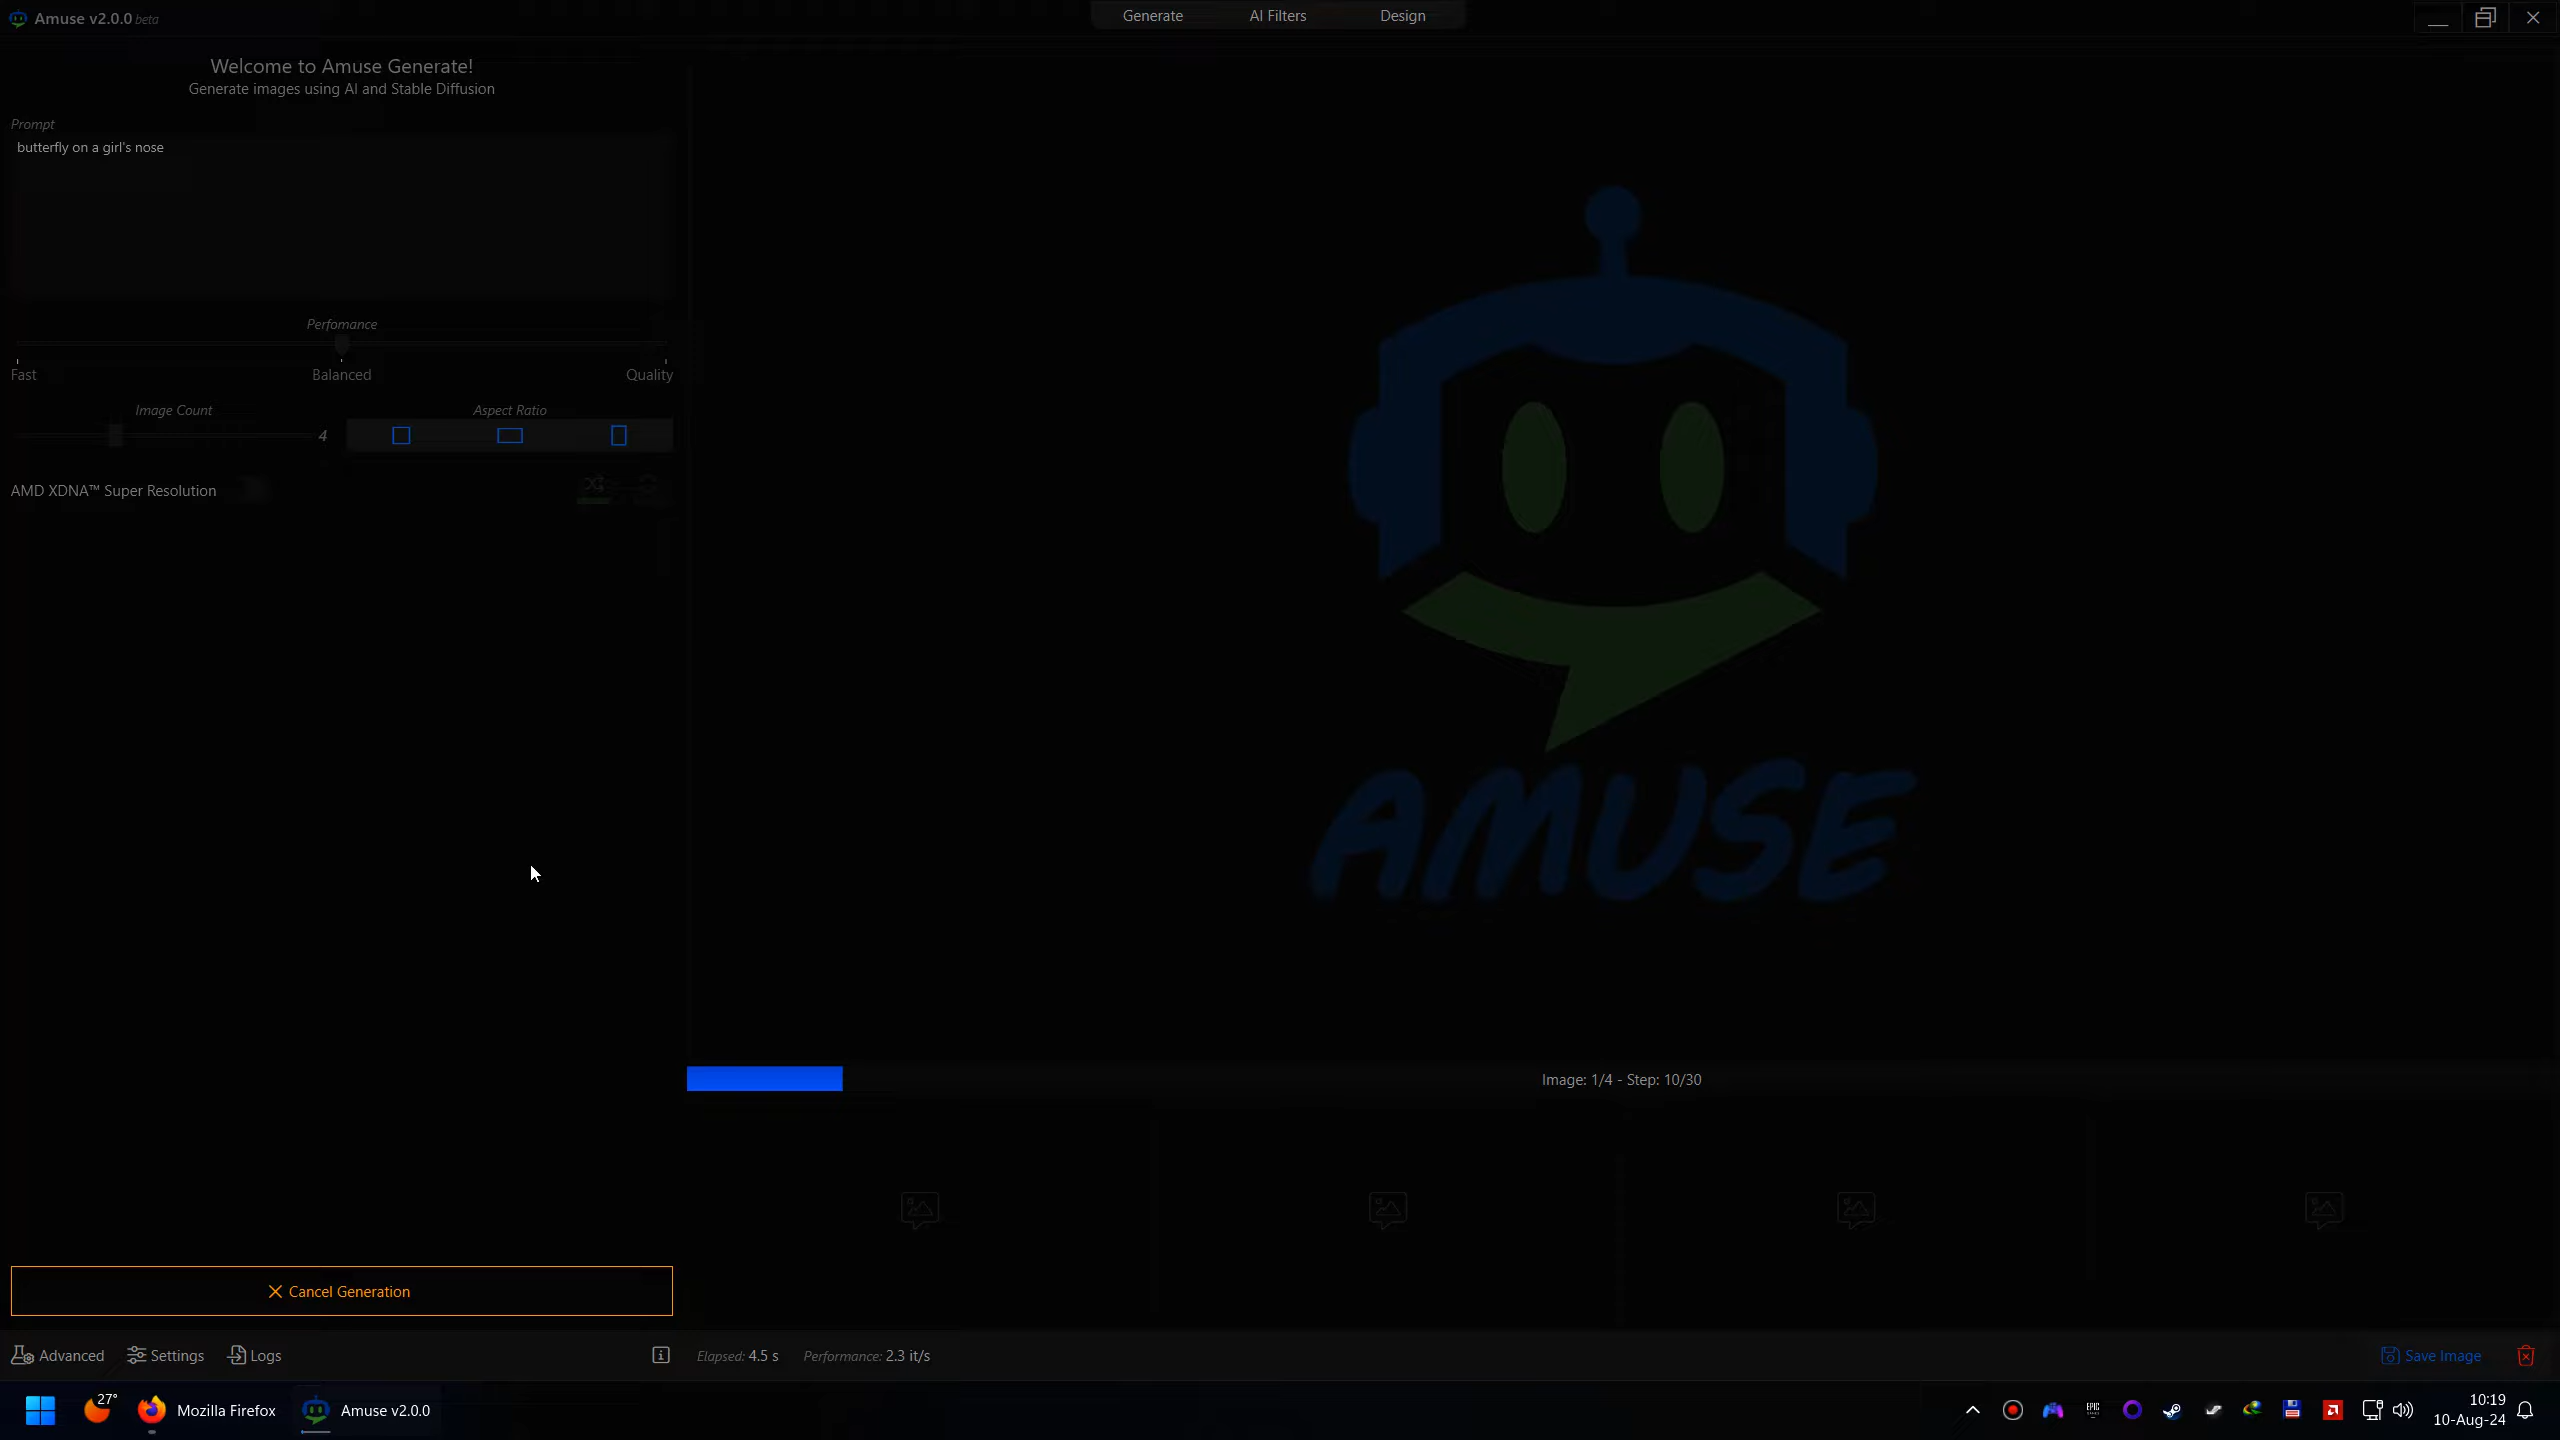 Amuse v2.0.0 beta
Generate AI Filters Design
Welcome to Amuse Generate!
Generate images using AI and Stable Diffusion
Prompt
butterfly on a girl's nose
Perfomance
Fast Balanced Quality
Image Count Aspect Ratio
4
AMD XDNA™ Super Resolution
AMUSE
Image: 1/4 - Step: 10/30
Cancel Generation
Advanced Settings Logs
Elapsed: 4.5 s Performance: 2.3 it/s
Save Image
27°
Mozilla Firefox
Amuse v2.0.0
EPIC
10:19
10-Aug-24